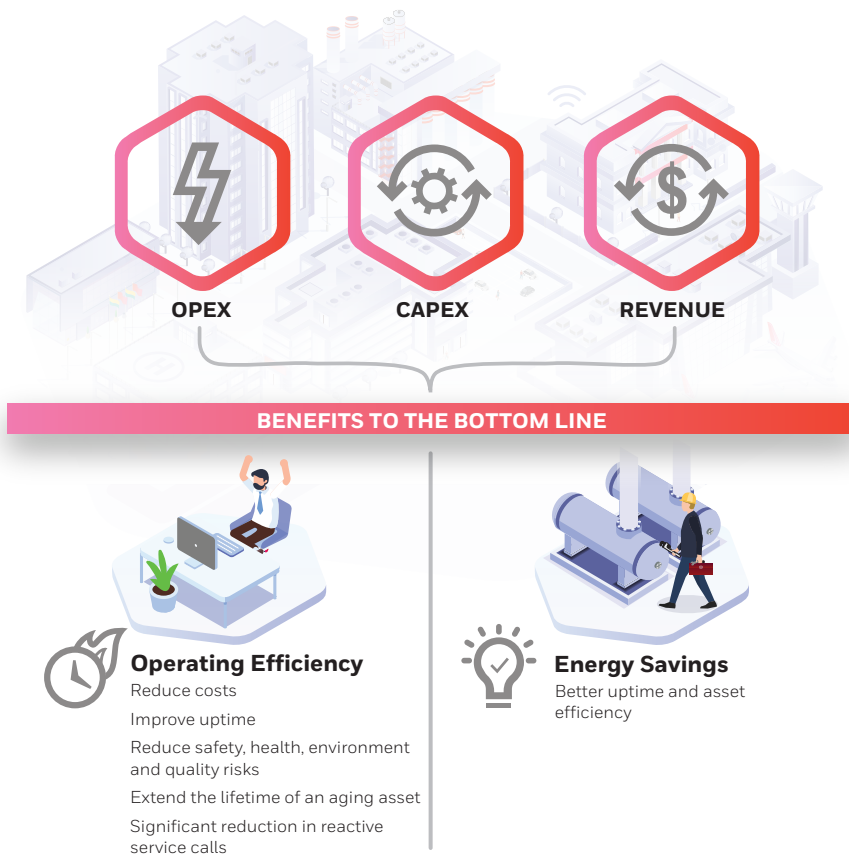 OPEX
CAPEX
REVENUE
BENEFITS TO THE BOTTOM LINE
Operating Efficiency
Reduce costs
Improve uptime
Reduce safety, health, environment
and quality risks
Extend the lifetime of an aging asset
Significant reduction in reactive
service calls
Energy Savings
Better uptime and asset
efficiency